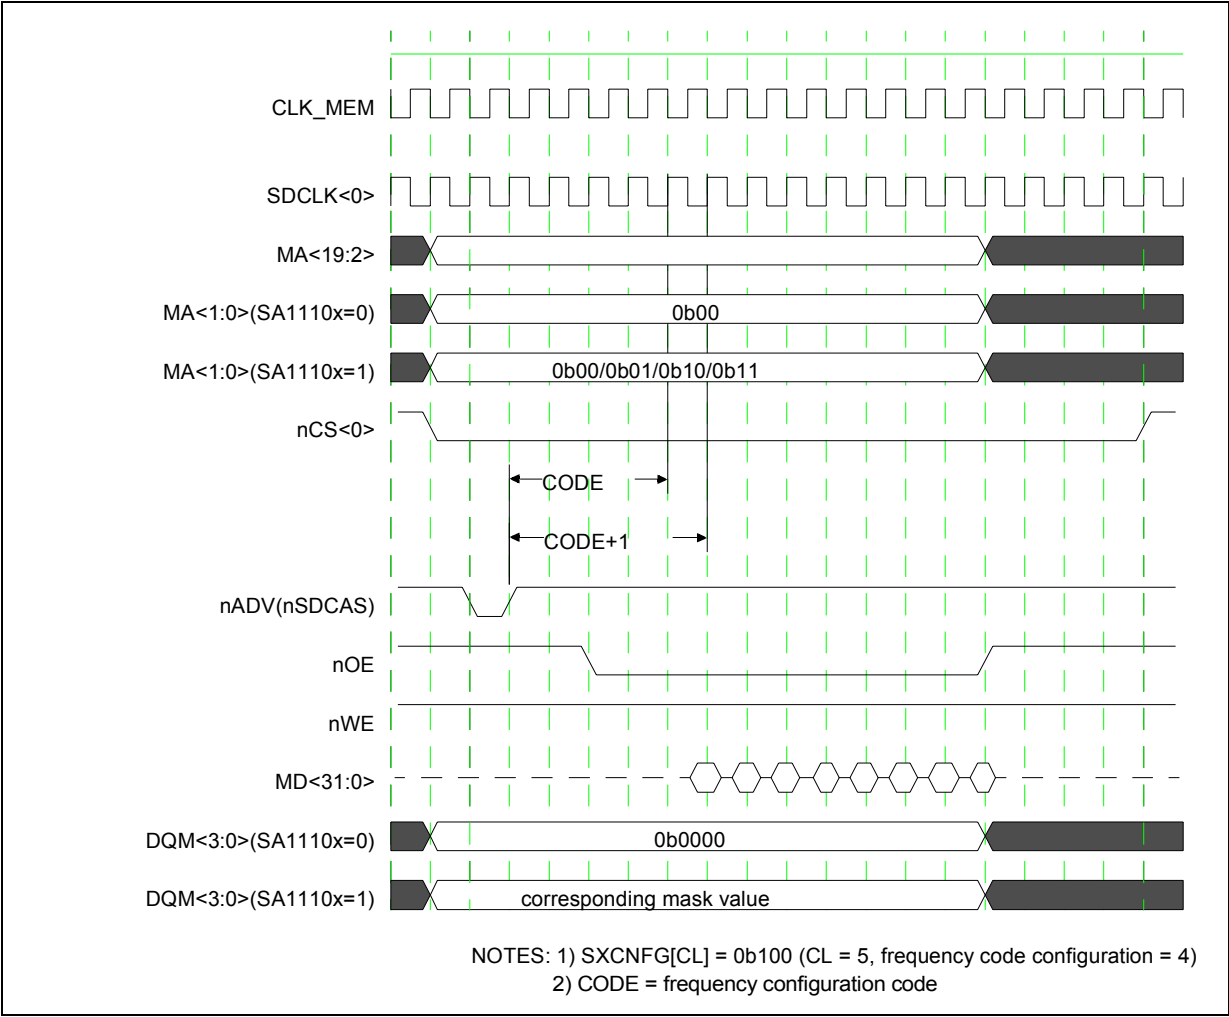 CLK_MEM
SDCLK<0>
MA<19:2>
MA<1:0>(SA1110x=0)
0b00
MA<1:0>(SA1110x=1)
0b00/0b01/0b10/0b11
nCS<0>
CODE
CODE+1
nADV(nSDCAS)
nOE
nWE
MD<31:0>
DQM<3:0>(SA1110x=0)
0b0000
DQM<3:0>(SA1110x=1)
corresponding mask value
NOTES: 1) SXCNFG[CL] = 0b100 (CL = 5, frequency code configuration = 4)
2) CODE = frequency configuration code